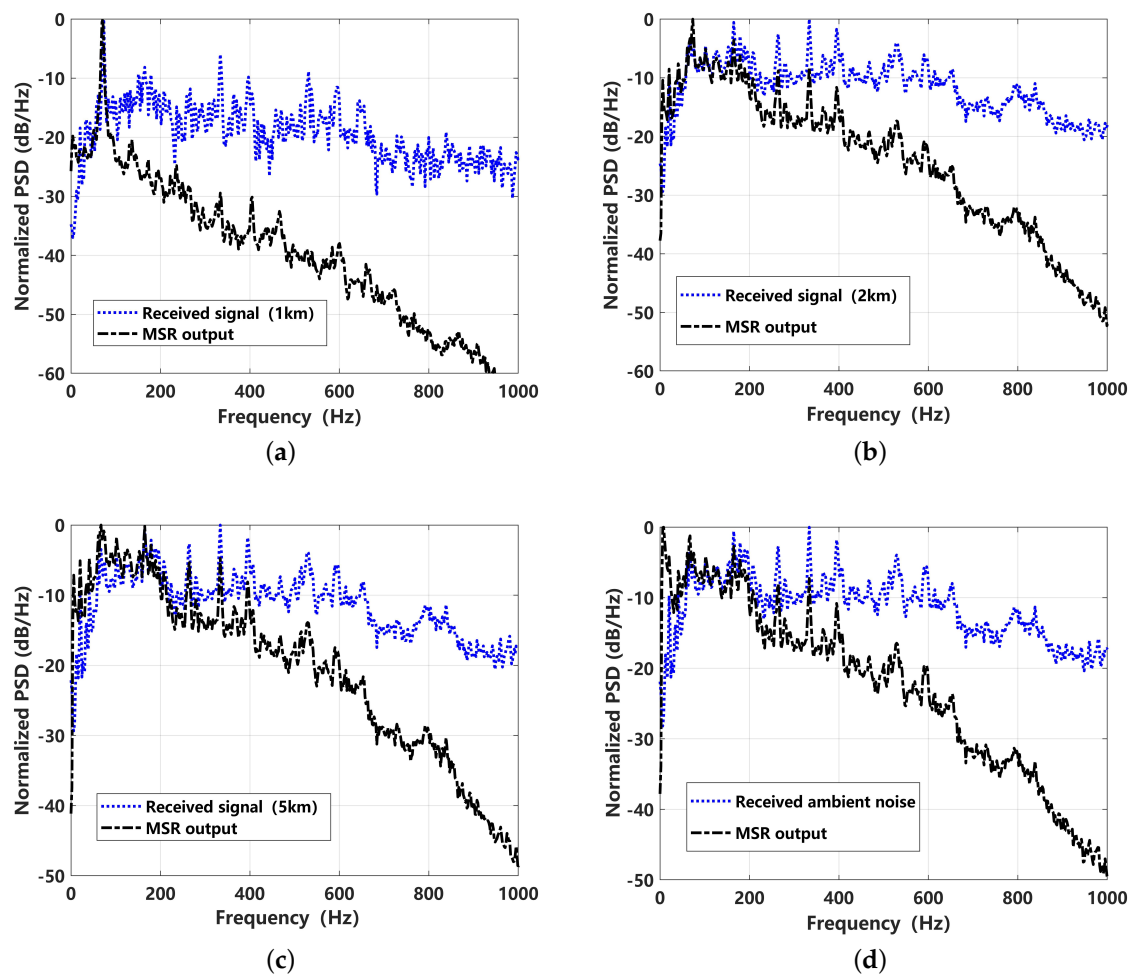 0
-10
-20
-30
-40
-50
-60
Normalized PSD (dB/Hz)
Received signal (1km)
MSR output
0 200 400 600 800 1000
Frequency (Hz)
(a)
0
-10
-20
-30
-40
-50
-60
Normalized PSD (dB/Hz)
Received signal (2km)
MSR output
0 200 400 600 800 1000
Frequency (Hz)
(b)
0
-10
-20
-30
-40
-50
Normalized PSD (dB/Hz)
Received signal (5km)
MSR output
0 200 400 600 800 1000
Frequency (Hz)
(c)
0
-10
-20
-30
-40
-50
Normalized PSD (dB/Hz)
Received ambient noise
MSR output
0 200 400 600 800 1000
Frequency (Hz)
(d)